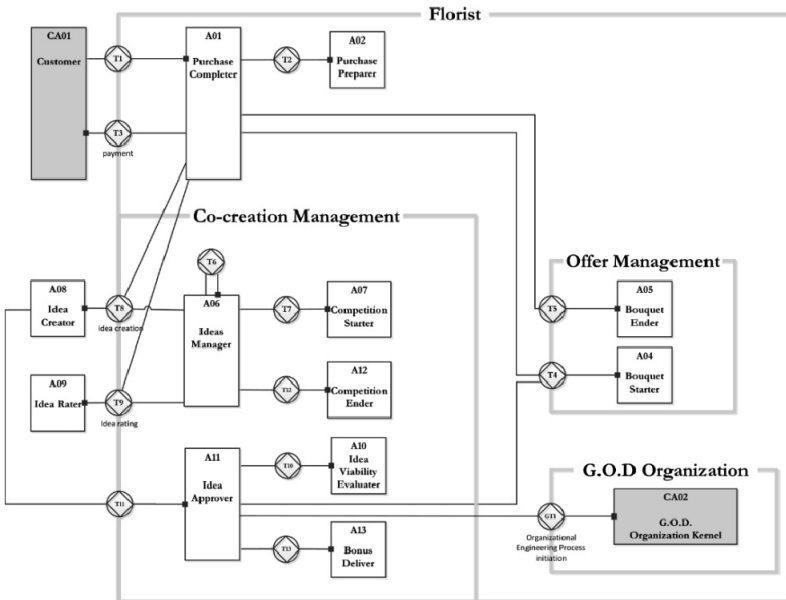 Florist
CA01
Customer
T1
A01
Purchase
Completer
T2
A02
Purchase
Preparer
T3
payment
Co-creation Management
T6
A08
Idea
Creator
T8
idea creation
A06
Ideas
Manager
T7
A07
Competition
Starter
Offer Management
T5
A05
Bouquet
Ender
A09
Idea Rater
T9
Idea rating
T12
A12
Competition
Ender
T4
A04
Bouquet
Starter
T11
A11
Idea
Approver
T10
A10
Idea
Viability
Evaluater
T13
A13
Bonus
Deliver
G.O.D Organization
GT1
Organizational
Engineering Process
initiation
CA02
G.O.D.
Organization Kernel